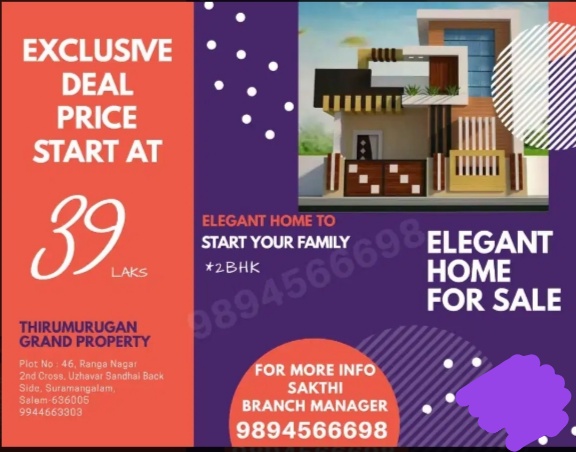 EXCLUSIVE
DEAL
PRICE
START AT
39
LAKS
THIRUMURUGAN
GRAND PROPERTY
Plot No : 46, Ranga Nagar
2nd Cross, Uzhavar Sandhai Back
Side, Suramangalam,
Salem-636005
9944663303
ELEGANT HOME TO
START YOUR FAMILY
*2BHK
9894566698
ELEGANT
HOME
FOR SALE
FOR MORE INFO
SAKTHI
BRANCH MANAGER
9894566698